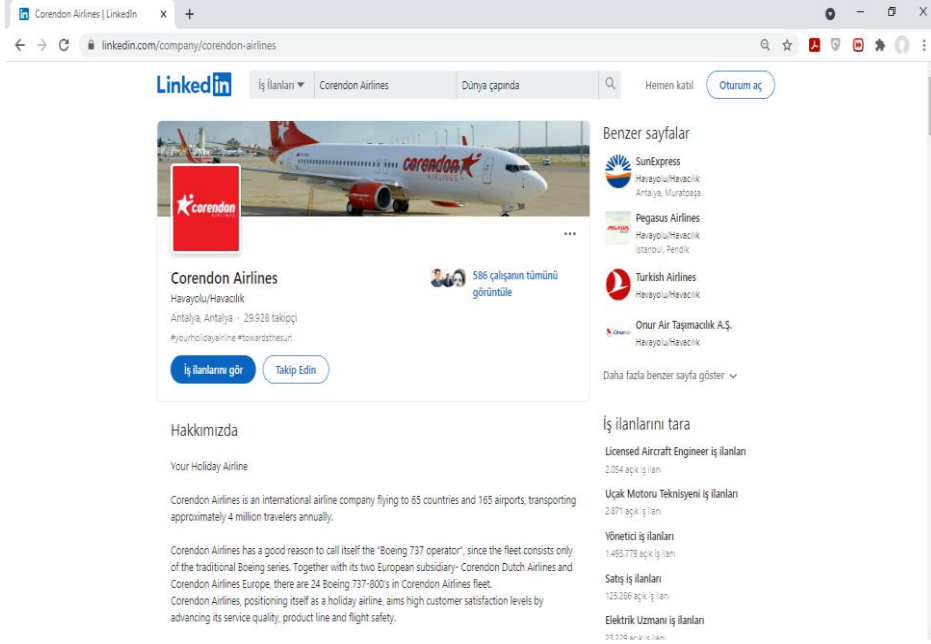 Corendon Airlines | LinkedIn
linkedin.com/company/corendon-airlines
Linkedin
İş İlanları
Corendon Airlines
Dünya çapında
Hemen katıl
Oturum aç
corendon
AIRLINES
corendon
AIRLINES
Corendon Airlines
Havayolu/Havacılık
Antalya, Antalya · 29.928 takipçi
#yourholidayairline #towardsthesun
586 çalışanın tümünü
görüntüle
İş ilanlarını gör
Takip Edin
Hakkımızda
Your Holiday Airline
Corendon Airlines is an international airline company flying to 65 countries and 165 airports, transporting
approximately 4 million travelers annually.
Corendon Airlines has a good reason to call itself the "Boeing 737 operator", since the fleet consists only
of the traditional Boeing series. Together with its two European subsidiary- Corendon Dutch Airlines and
Corendon Airlines Europe, there are 24 Boeing 737-800's in Corendon Airlines fleet.
Corendon Airlines, positioning itself as a holiday airline, aims high customer satisfaction levels by
advancing its service quality, product line and flight safety.
Benzer sayfalar
SunExpress
Havayolu/Havacılık
Antalya, Muratpaşa
PEGASUS
Pegasus Airlines
Havayolu/Havacılık
Istanbul, Pendik
Turkish Airlines
Havayolu/Havacılık
Onur Air Taşımacılık A.Ş.
Havayolu/Havacılık
Daha fazla benzer sayfa göster
İş ilanlarını tara
Licensed Aircraft Engineer iş ilanları
2.054 açık iş ilanı
Uçak Motoru Teknisyeni iş ilanları
2.871 açık iş ilanı
Yönetici iş ilanları
1.493.779 açık iş ilanı
Satış iş ilanları
125.286 açık iş ilanı
Elektrik Uzmanı iş ilanları
23.229 açık iş ilanı